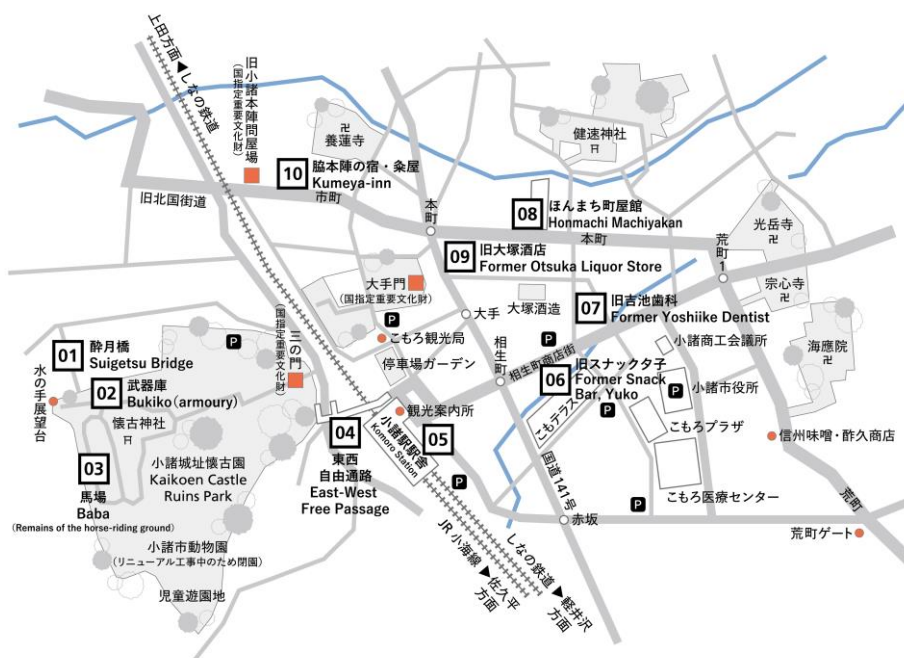 上田方面◀しなの鉄道
旧小諸本陣問屋場
(国指定重要文化財)
卍
養蓮寺
健速神社
10
脇本陣の宿・粂屋
Kumeya-inn
市町
旧北国街道
本町
08
ほんまち町屋館
Honmachi Machiyakan
本町
光岳寺
卍
荒町1
09
旧大塚酒店
Former Otsuka Liquor Store
宗心寺
卍
大手門
(国指定重要文化財)
大塚酒造
大手
07
旧吉池歯科
Former Yoshiike Dentist
P
こもろ観光局
停車場ガーデン
小諸商工会議所
海應院
卍
三の門
(国指定重要文化財)
P
01
酔月橋
Suigetsu Bridge
水の手展望台
02
武器庫
Bukiko(armoury)
懐古神社
相生町
P
相生町商店街
06
旧スナックタ子
Former Snack
Bar, Yuko
小諸市役所
P
P
こもテラス
こもろプラザ
観光案内所
小諸駅駅舎
Komoro Station
05
04
東西
自由通路
East-West
Free Passage
小諸城址懐古園
Kaikoen Castle
Ruins Park
03
馬場
Baba
(Remains of the horse-riding ground)
信州味噌・酢久商店
こもろ医療センター
P
国道141号
P
赤坂
荒町
荒町ゲート
小諸市動物園
(リニューアル工事中のため閉園)
児童遊園地
JR 小海線▶佐久平
方面
しなの鉄道▶軽井沢
方面